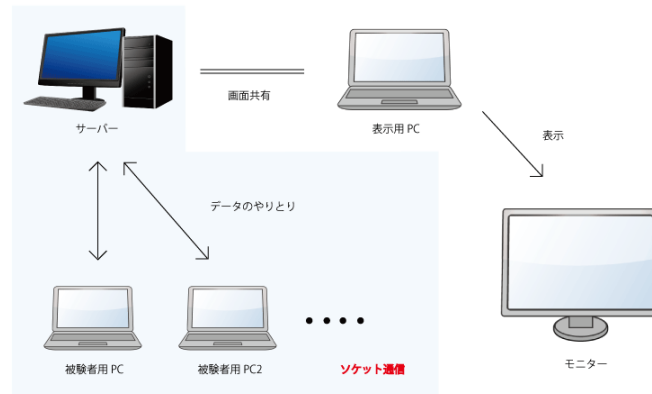 画面共有
サーバー
表示用 PC
表示
データのやりとり
被験者用 PC
被験者用 PC2
ソケット通信
モニター